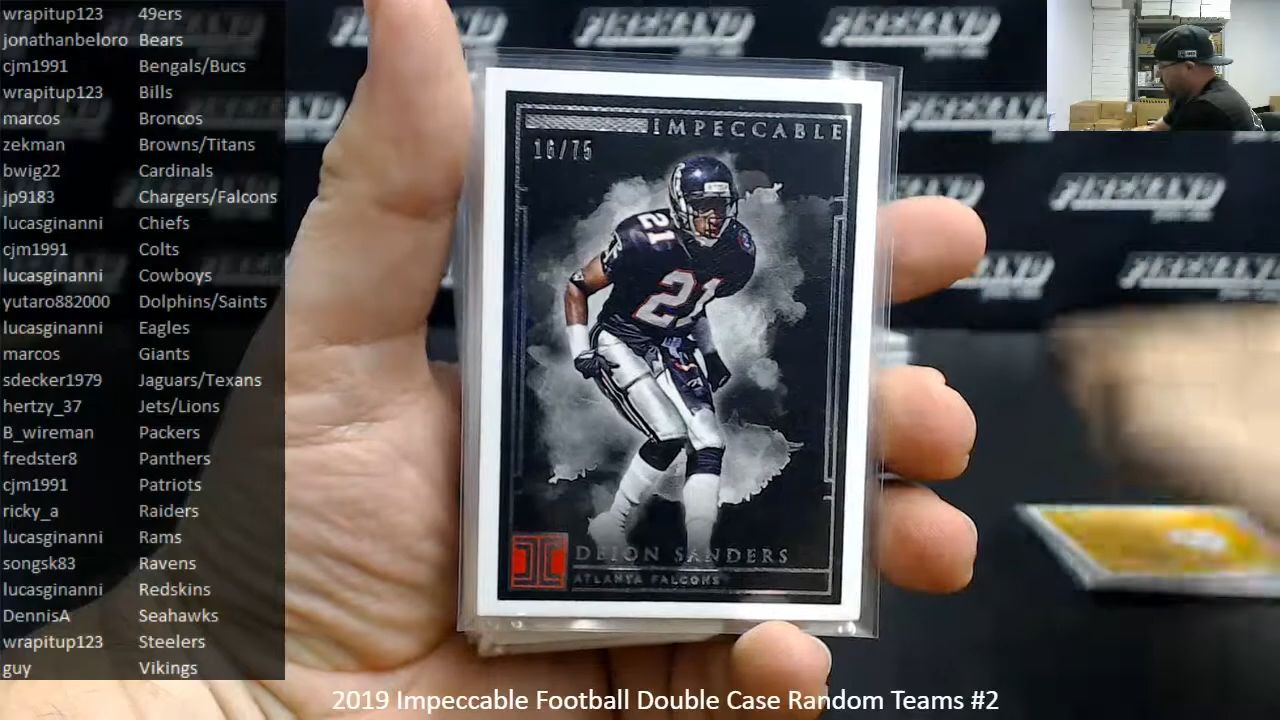 wrapitup123 49ers
jonathanbeloro Bears
cjm1991 Bengals/Bucs
wrapitup123 Bills
marcos Broncos
zekman Browns/Titans
bwig22 Cardinals
jp9183 Chargers/Falcons
lucasginanni Chiefs
cjm1991 Colts
lucasginanni Cowboys
yutaro882000 Dolphins/Saints
lucasginanni Eagles
marcos Giants
sdecker1979 Jaguars/Texans
hertzy_37 Jets/Lions
B_wireman Packers
fredster8 Panthers
cjm1991 Patriots
ricky_a Raiders
lucasginanni Rams
songsk83 Ravens
lucasginanni Redskins
DennisA Seahawks
wrapitup123 Steelers
guy Vikings
IMPECCABLE
16/75
21
21
DEION SANDERS
ATLANTA FALCONS
2019 Impeccable Football Double Case Random Teams #2